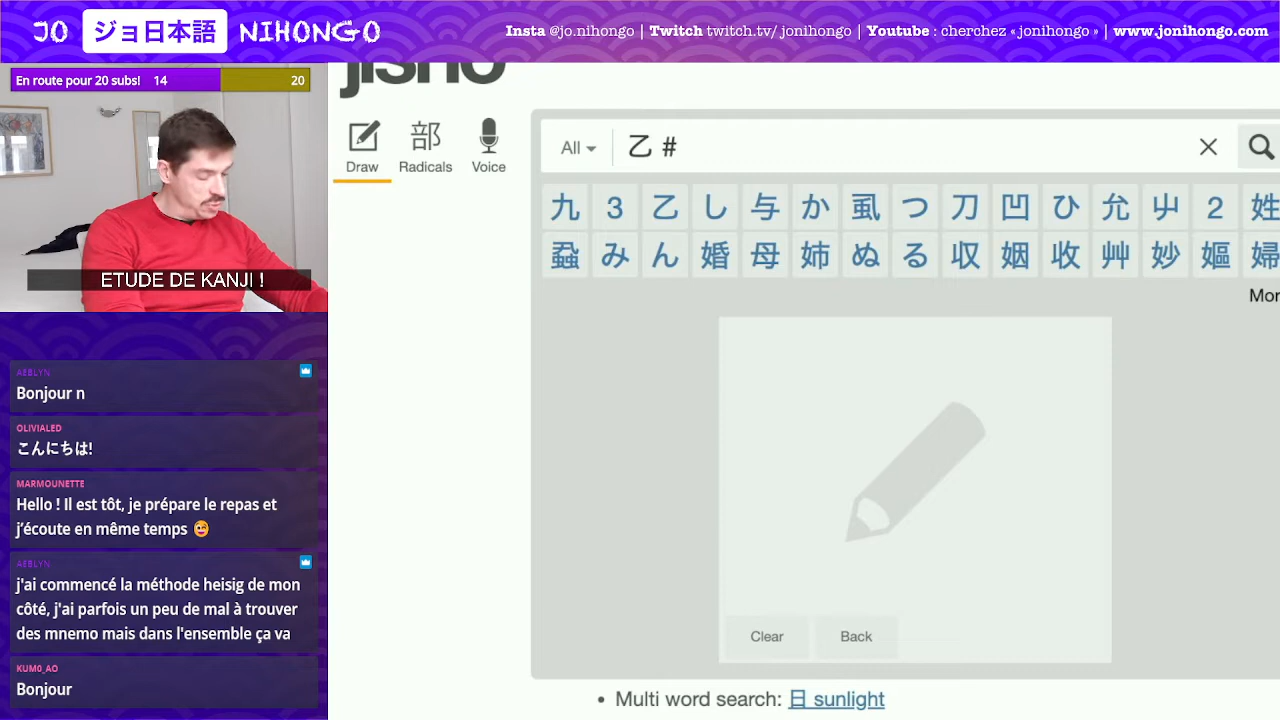 JO ジョ日本語 NIHONGO
Insta @jo.nihongo | Twitch twitch.tv/ jonihongo | Youtube : cherchez « jonihongo » | www.jonihongo.com
En route pour 20 subs! 14 20
ETUDE DE KANJI !
AEBLYN
Bonjour n
OLIVIALED
こんにちは!
MARMOUNETTE
Hello ! Il est tôt, je prépare le repas et
j'écoute en même temps 😄
AEBLYN
j'ai commencé la méthode heisig de mon
côté, j'ai parfois un peu de mal à trouver
des mnemo mais dans l'ensemble ça va
KUM0_AO
Bonjour
jisho
Draw 部 Radicals Voice
All 乙 #
九 3 乙 し 与 か 虱 つ 刀 凹 ひ 允 屮 2 姓
蝨 み ん 婚 母 姉 ぬ る 収 姻 收 艸 妙 嫗 婦
Mor
Clear Back
• Multi word search: 日 sunlight